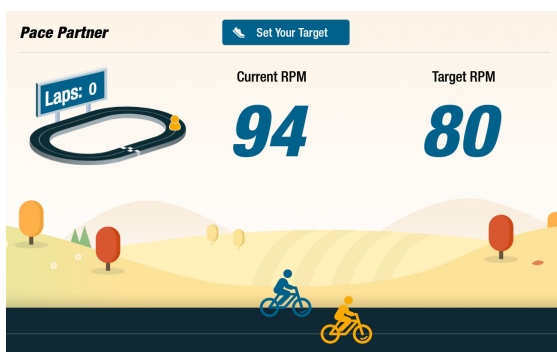 Pace Partner
Set Your Target
Laps: 0
Current RPM
Target RPM
94
80